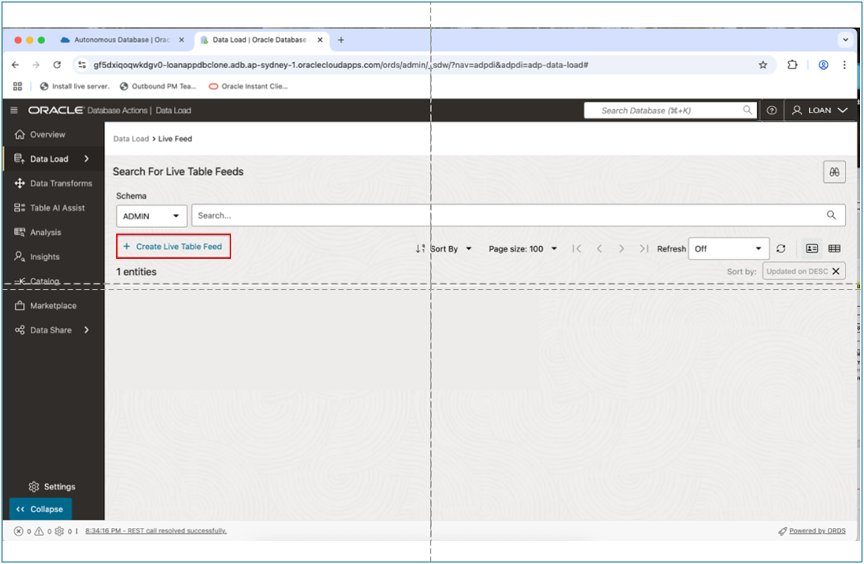 Autonomous Database | Orac
Data Load | Oracle Database
gf5dxiqoqwkdgv0-loanappdbclone.adb.ap-sydney-1.oraclecloudapps.com/ords/admin/_sdw/?nav=adpdi&adpdi=adp-data-load#
Install live server.
Outbound PM Tea...
Oracle Instant Clie...
ORACLE Database Actions | Data Load
Search Database (⌘+K)
LOAN
Overview
Data Load
Data Transforms
Table AI Assist
Analysis
Insights
Catalog
Marketplace
Data Share
Settings
Collapse
Data Load > Live Feed
Search For Live Table Feeds
Schema
ADMIN
Search...
+ Create Live Table Feed
Sort By
Page size: 100
Refresh
Off
1 entities
Sort by:
Updated on DESC
0 0 0 | 8:34:16 PM - REST call resolved successfully.
Powered by ORDS